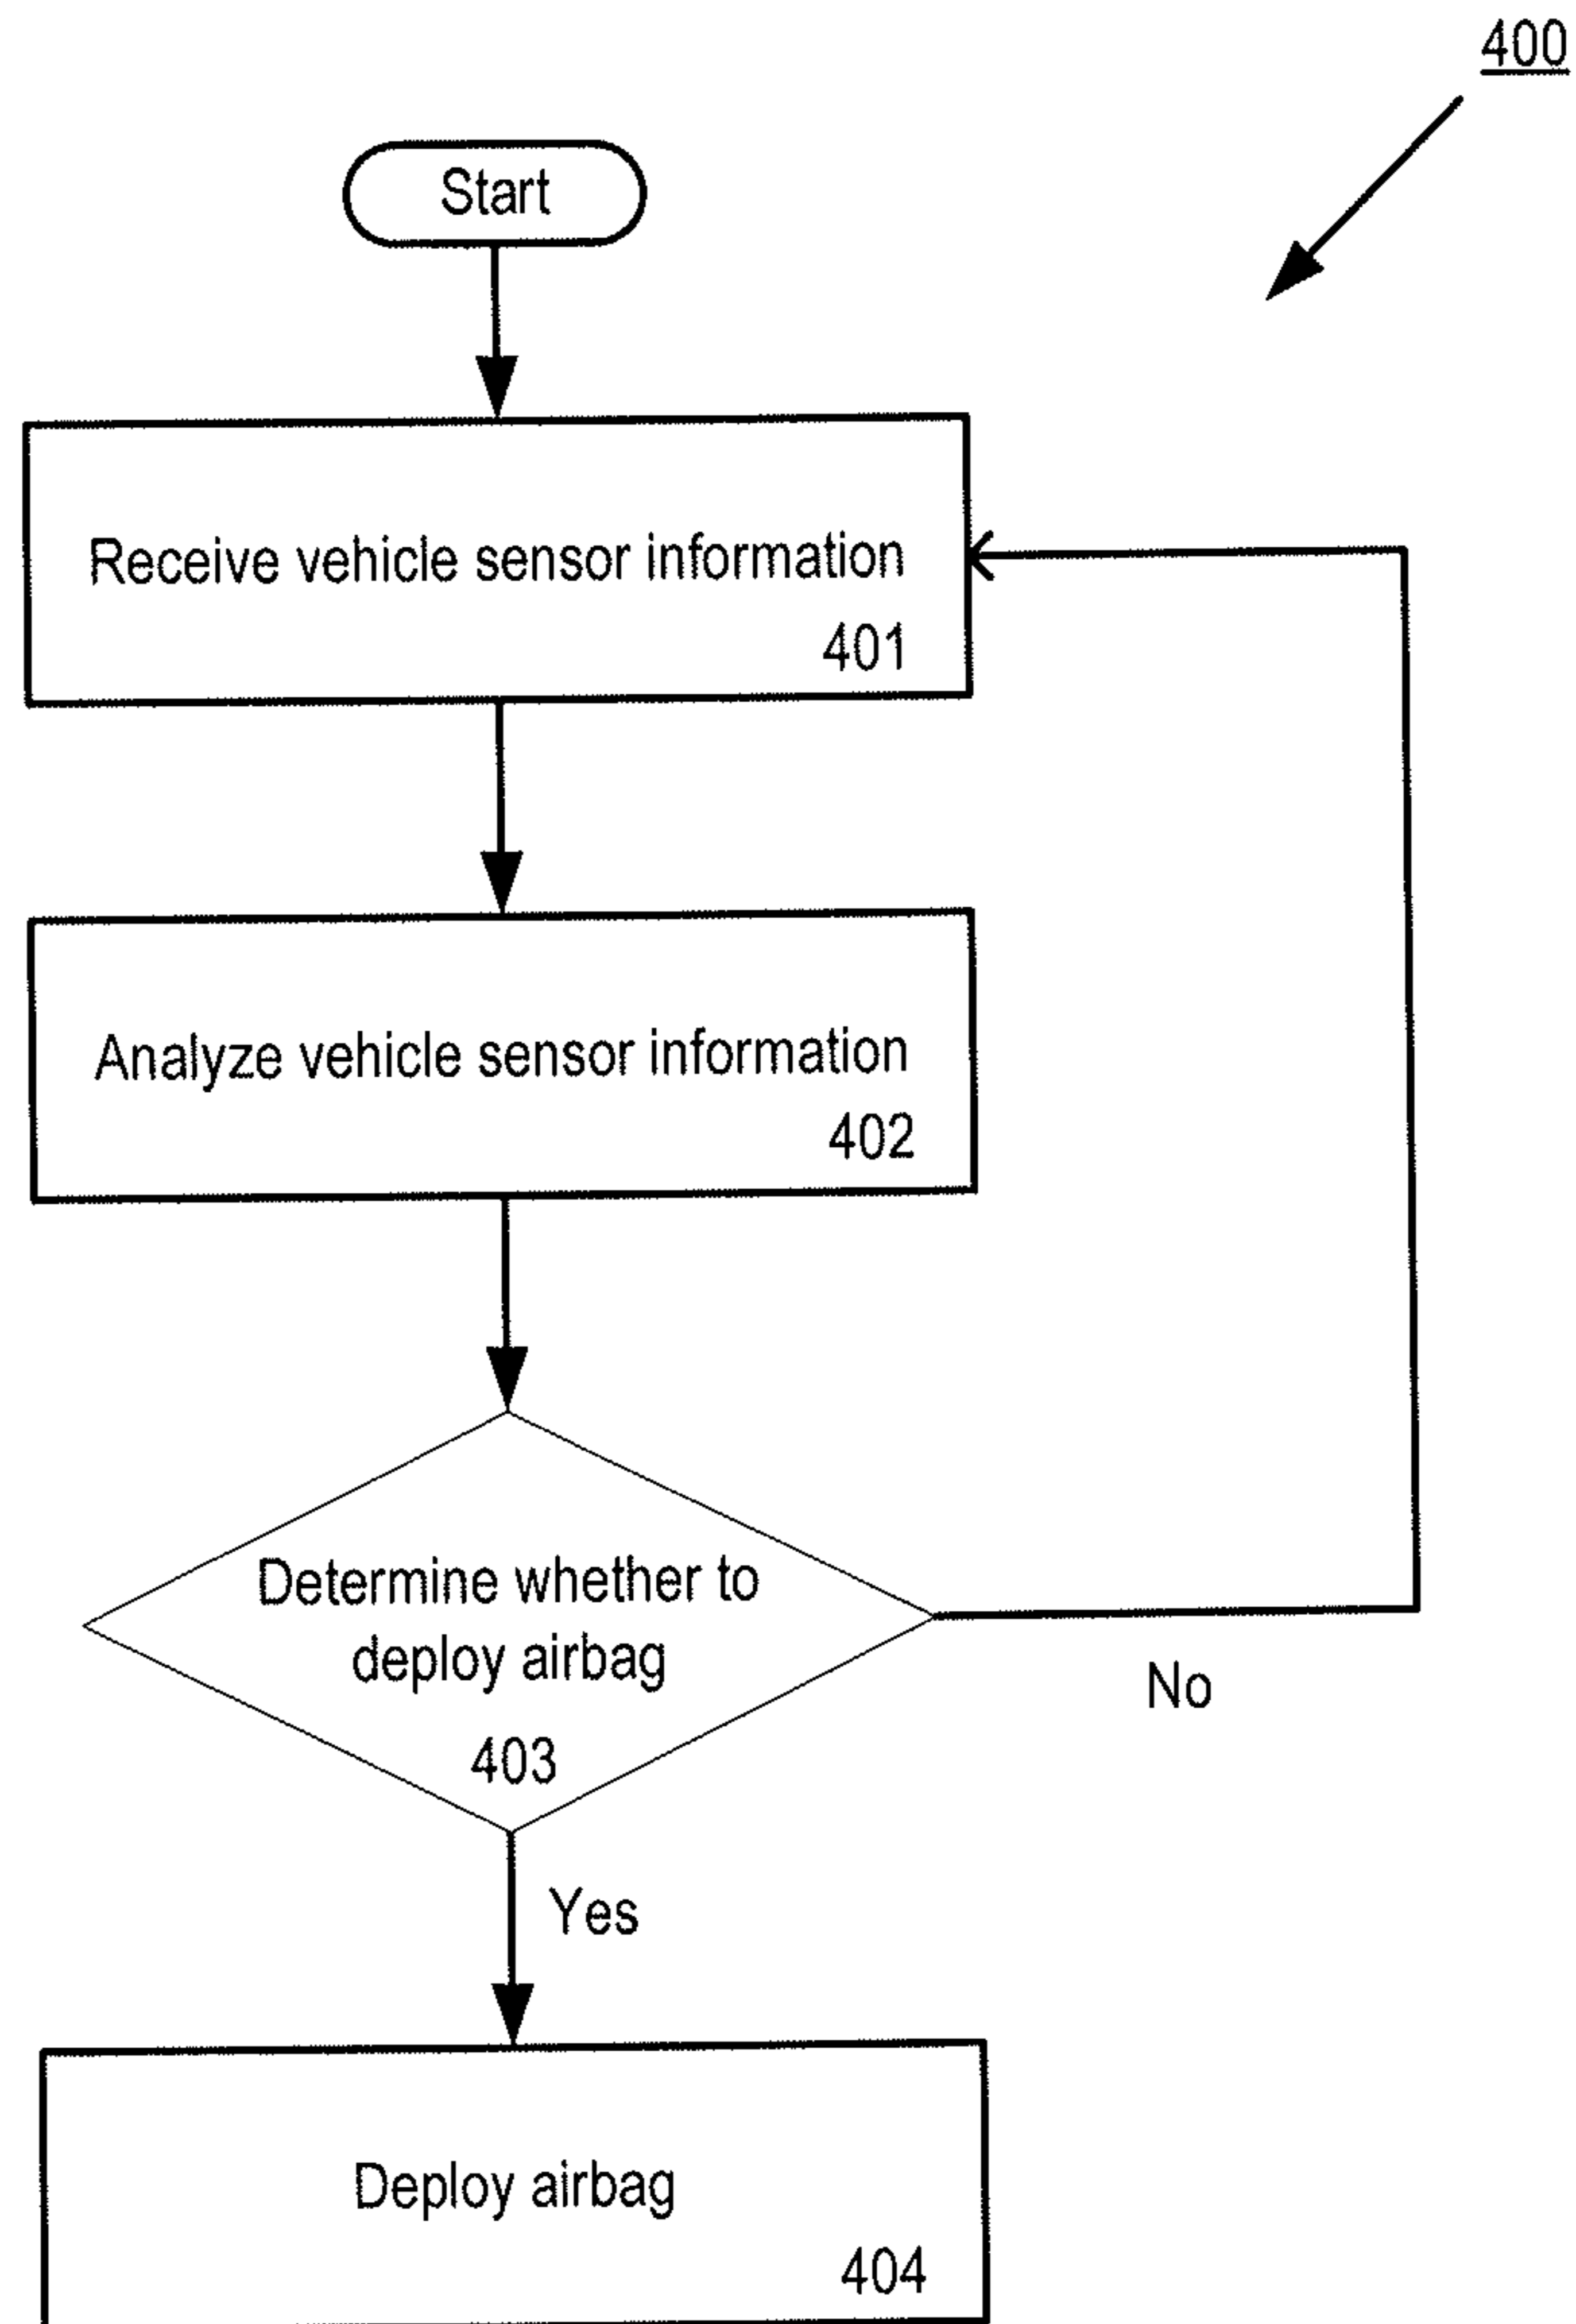 400
Start
Receive vehicle sensor information
401
Analyze vehicle sensor information
402
Determine whether to
deploy airbag
403
No
Yes
Deploy airbag
404